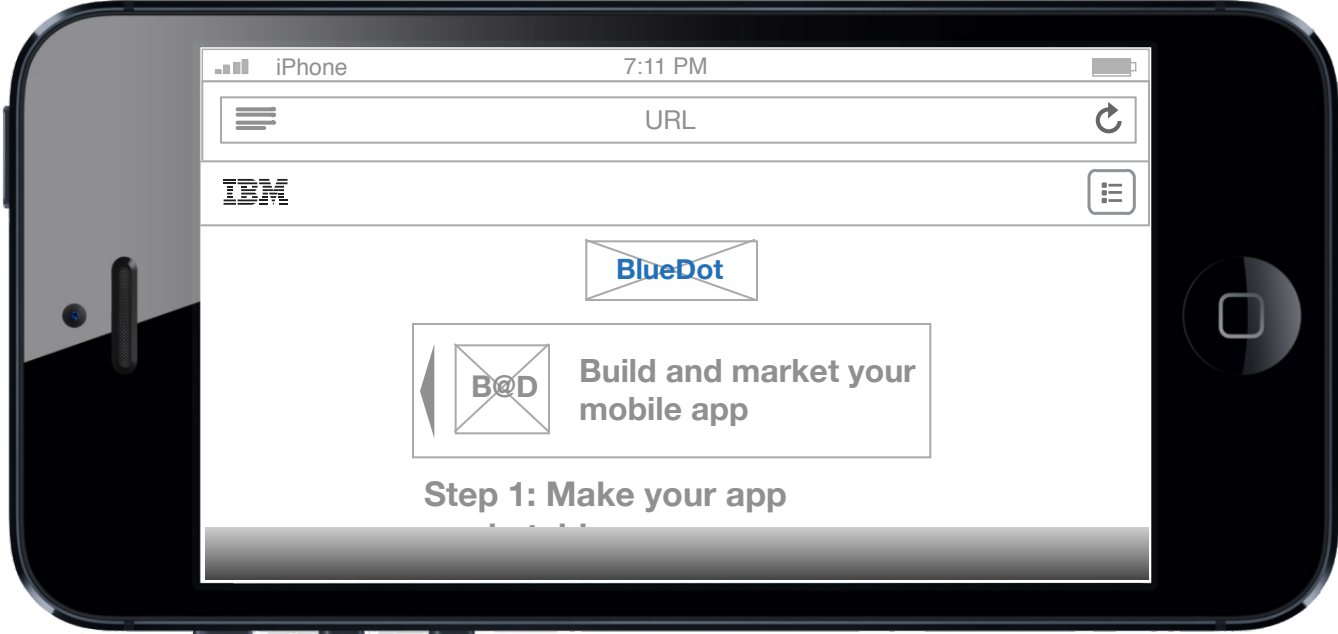 iPhone
7:11 PM
URL
IBM
BlueDot
B@D
Build and market your
mobile app
Step 1: Make your app